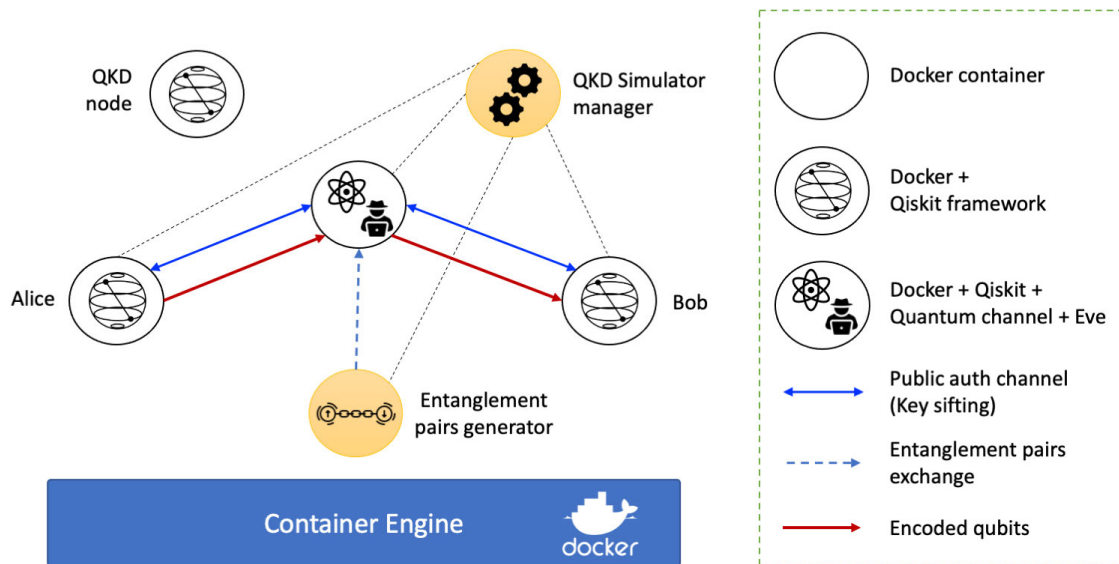 QKD
node
QKD Simulator
manager
Alice
Bob
Entanglement
pairs generator
Container Engine
docker
Docker container
Docker +
Qiskit framework
Docker + Qiskit +
Quantum channel + Eve
Public auth channel
(Key sifting)
Entanglement pairs
exchange
Encoded qubits